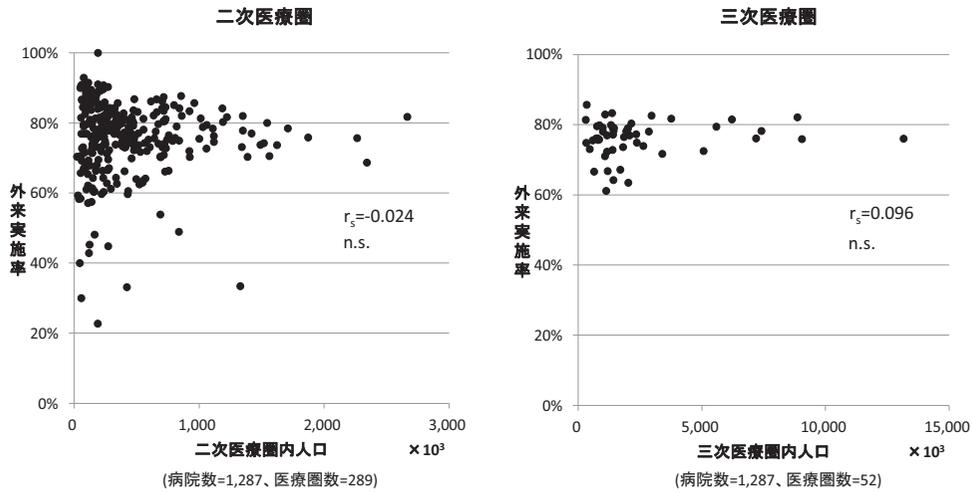 二次医療圏
100%
80%
60%
40%
20%
0%
外来実施率
rs=-0.024
n.s.
0
1,000
2,000
3,000
二次医療圏内人口
×10³
(病院数=1,287、医療圏数=289)
三次医療圏
100%
80%
60%
40%
20%
0%
外来実施率
rs=0.096
n.s.
0
5,000
10,000
15,000
三次医療圏内人口
×10³
(病院数=1,287、医療圏数=52)